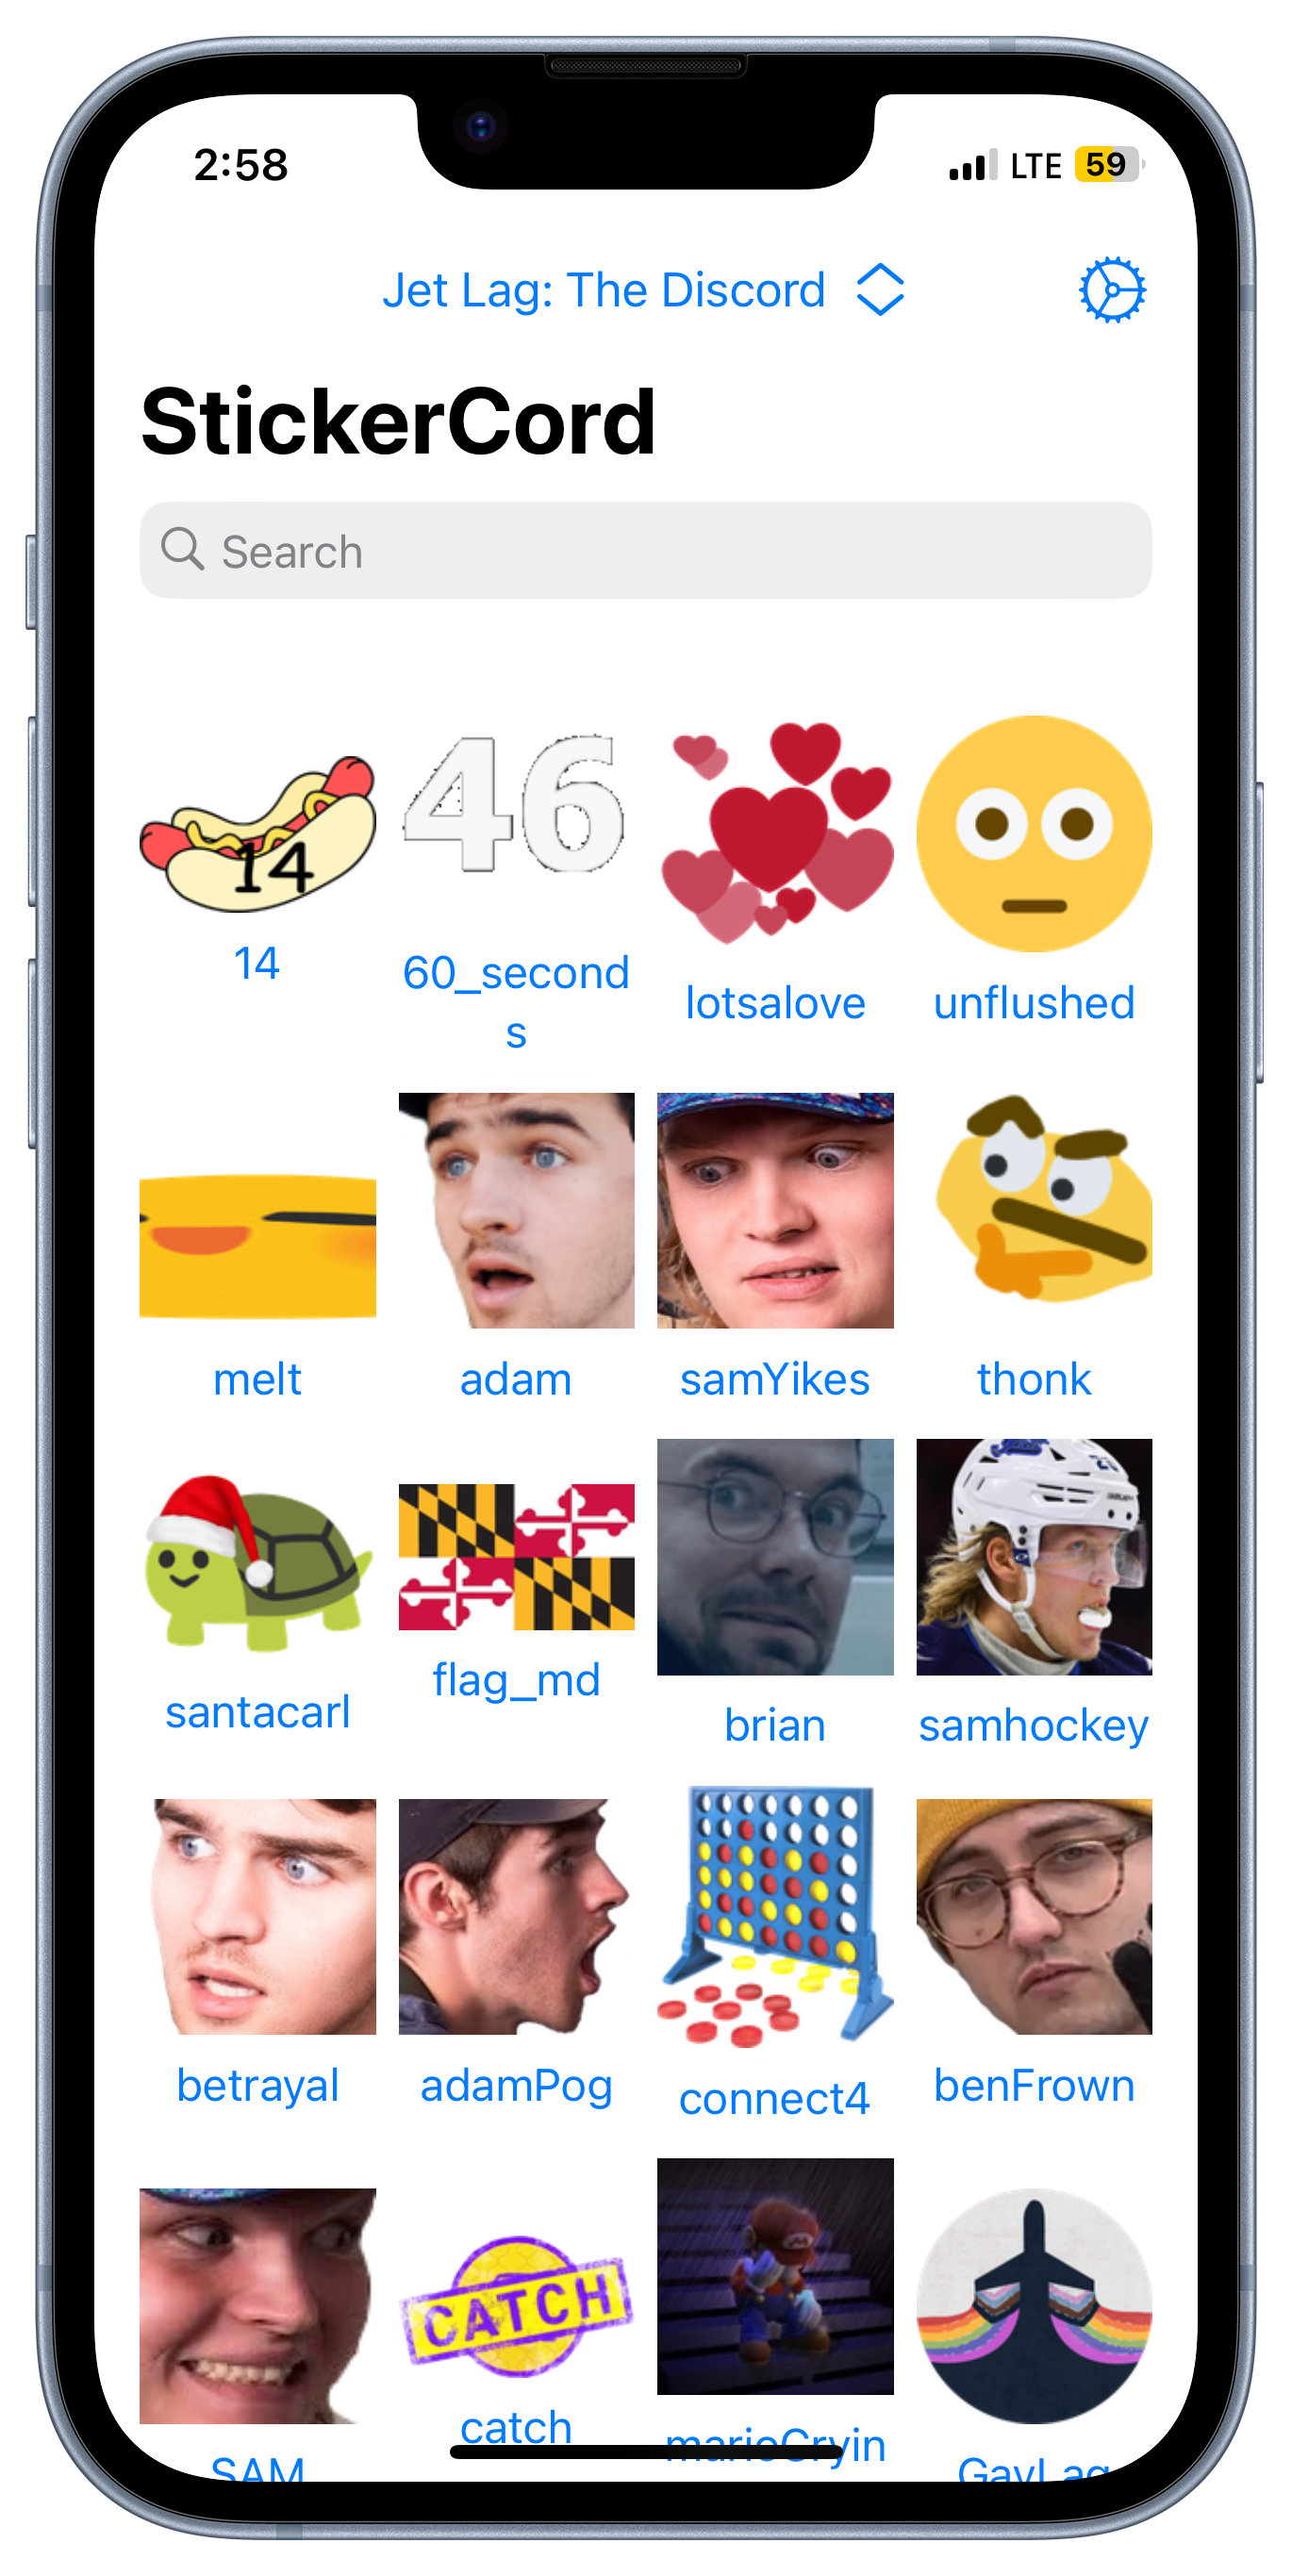 2:58
LTE 59
Jet Lag: The Discord
StickerCord
Search
14
46
14
60_second
s
lotsalove
unflushed
melt
adam
samYikes
thonk
santacarl
flag_md
brian
samhockey
betrayal
adamPog
connect4
benFrown
CATCH
M
SAM
catch
marioCryin
GayLag